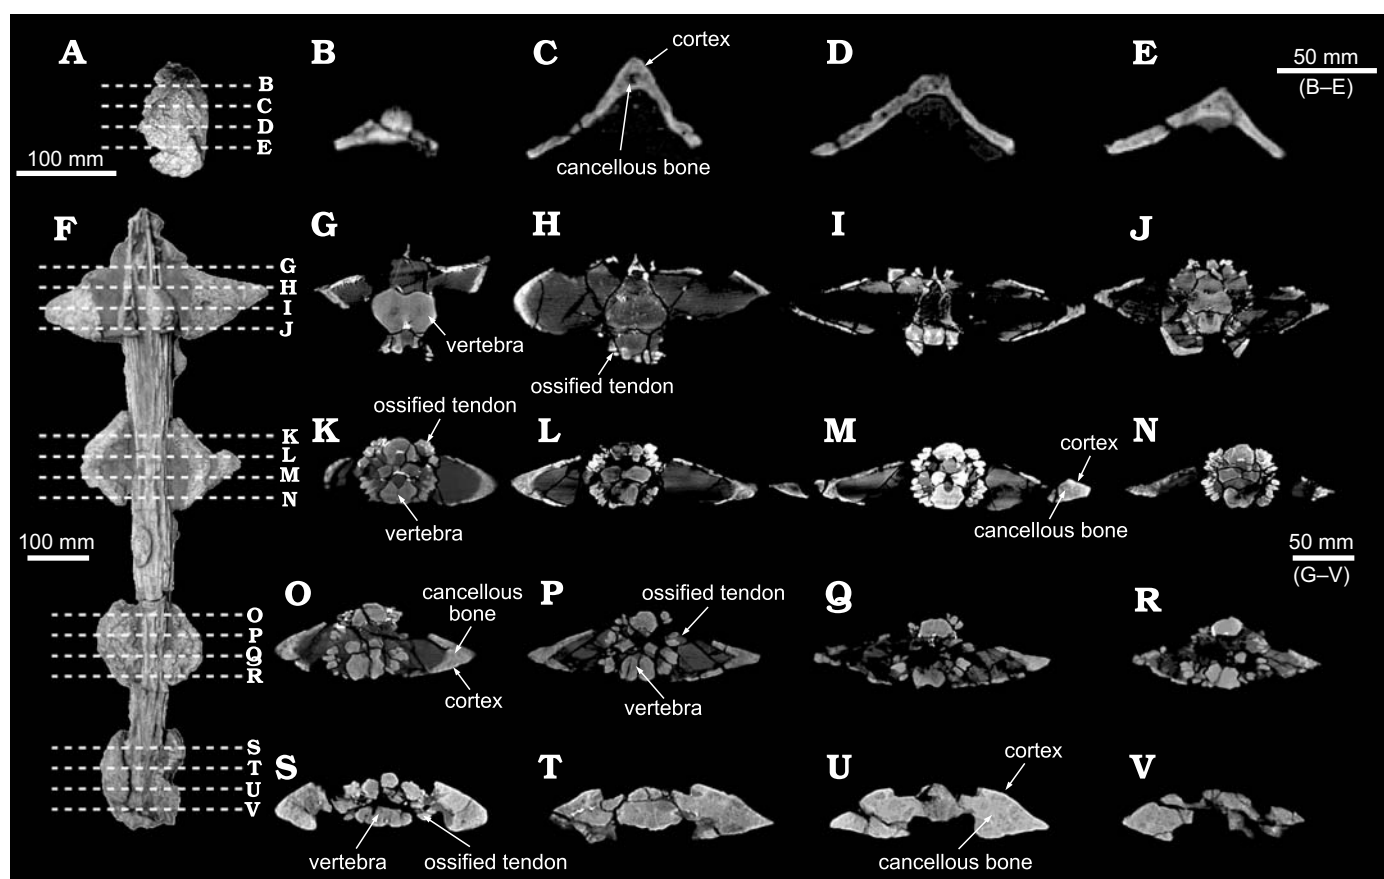 A
B
C
D
E
cortex
cancellous bone
50 mm
(B–E)
B
C
D
E
100 mm
F
G
H
I
J
G
H
I
J
vertebra
ossified tendon
ossified tendon
K
L
M
N
cortex
K
L
M
N
vertebra
cancellous bone
100 mm
50 mm
(G–V)
O
cancellous
bone
P
ossified tendon
Q
R
O
P
Q
R
cortex
vertebra
S
T
U
V
cortex
S
T
U
V
vertebra
ossified tendon
cancellous bone